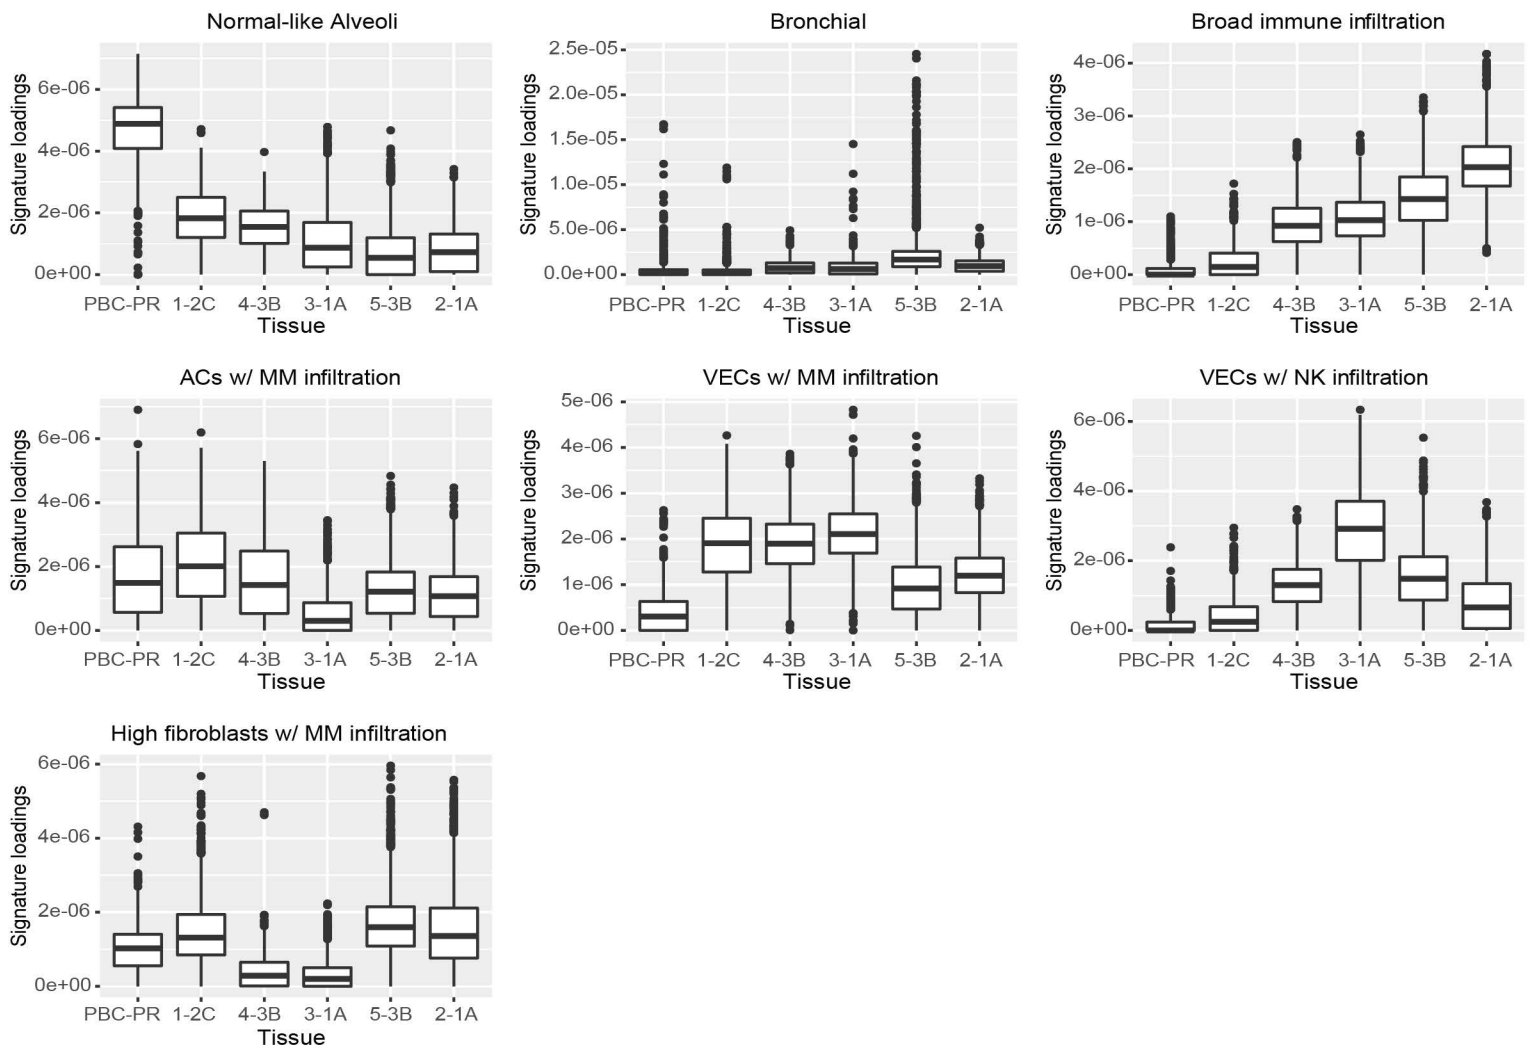 Normal-like Alveoli
Signature loadings
6e-06
4e-06
2e-06
0e+00
PBC-PR 1-2C 4-3B 3-1A 5-3B 2-1A
Tissue
Bronchial
Signature loadings
2.5e-05
2.0e-05
1.5e-05
1.0e-05
5.0e-06
0.0e+00
PBC-PR 1-2C 4-3B 3-1A 5-3B 2-1A
Tissue
Broad immune infiltration
Signature loadings
4e-06
3e-06
2e-06
1e-06
0e+00
PBC-PR 1-2C 4-3B 3-1A 5-3B 2-1A
Tissue
ACs w/ MM infiltration
Signature loadings
6e-06
4e-06
2e-06
0e+00
PBC-PR 1-2C 4-3B 3-1A 5-3B 2-1A
Tissue
VECs w/ MM infiltration
Signature loadings
5e-06
4e-06
3e-06
2e-06
1e-06
0e+00
PBC-PR 1-2C 4-3B 3-1A 5-3B 2-1A
Tissue
VECs w/ NK infiltration
Signature loadings
6e-06
4e-06
2e-06
0e+00
PBC-PR 1-2C 4-3B 3-1A 5-3B 2-1A
Tissue
High fibroblasts w/ MM infiltration
Signature loadings
6e-06
4e-06
2e-06
0e+00
PBC-PR 1-2C 4-3B 3-1A 5-3B 2-1A
Tissue